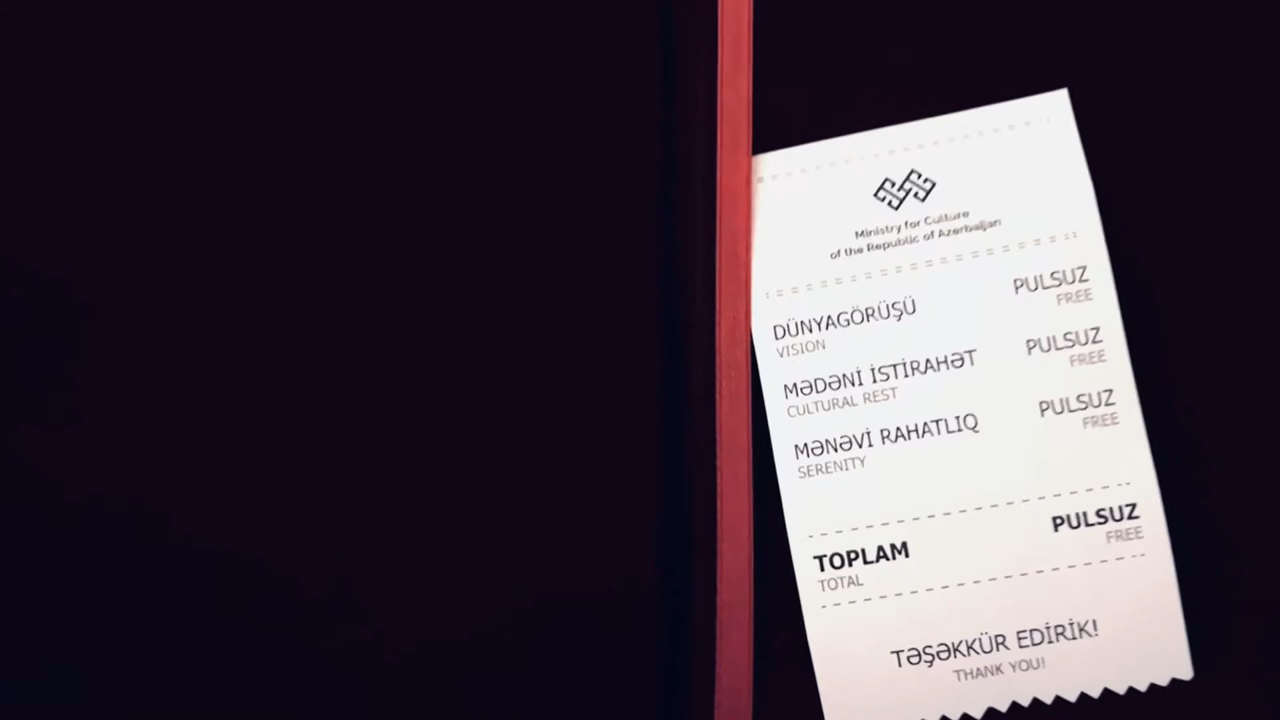 Ministry for Culture
of the Republic of Azerbaijan
DÜNYAGÖRÜŞÜ PULSUZ
VISION FREE
MƏDƏNİ İSTİRAHƏT PULSUZ
CULTURAL REST FREE
MƏNƏVİ RAHATLIQ PULSUZ
SERENITY FREE
TOPLAM PULSUZ
TOTAL FREE
TƏŞƏKKÜR EDİRİK!
THANK YOU!